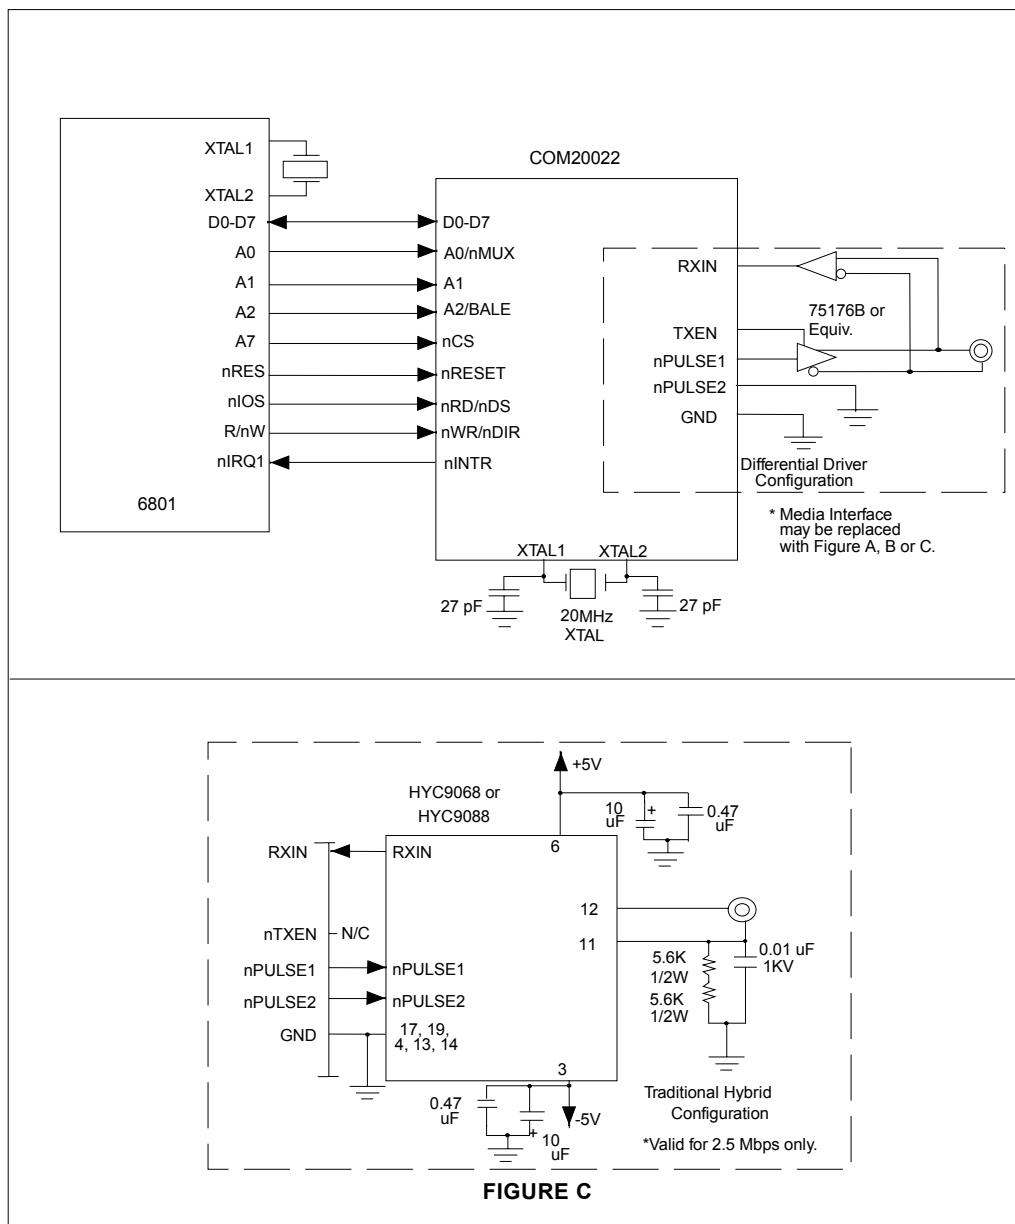 XTAL1
XTAL2
D0-D7
A0
A1
A2
A7
nRES
nIOS
R/nW
nIRQ1
6801
COM20022
D0-D7
A0/nMUX
A1
A2/BALE
nCS
nRESET
nRD/nDS
nWR/nDIR
nINTR
RXIN
TXEN
nPULSE1
nPULSE2
GND
75176B or
Equiv.
Differential Driver
Configuration
* Media Interface
may be replaced
with Figure A, B or C.
XTAL1
XTAL2
27 pF
20MHz
XTAL
27 pF
+5V
HYC9068 or
HYC9088
10
uF
+
0.47
uF
6
RXIN
RXIN
nTXEN
N/C
nPULSE1
nPULSE1
nPULSE2
nPULSE2
GND
17, 19,
4, 13, 14
12
11
5.6K
1/2W
5.6K
1/2W
0.01 uF
1KV
3
0.47
uF
+
10
uF
-5V
Traditional Hybrid
Configuration
*Valid for 2.5 Mbps only.
FIGURE C